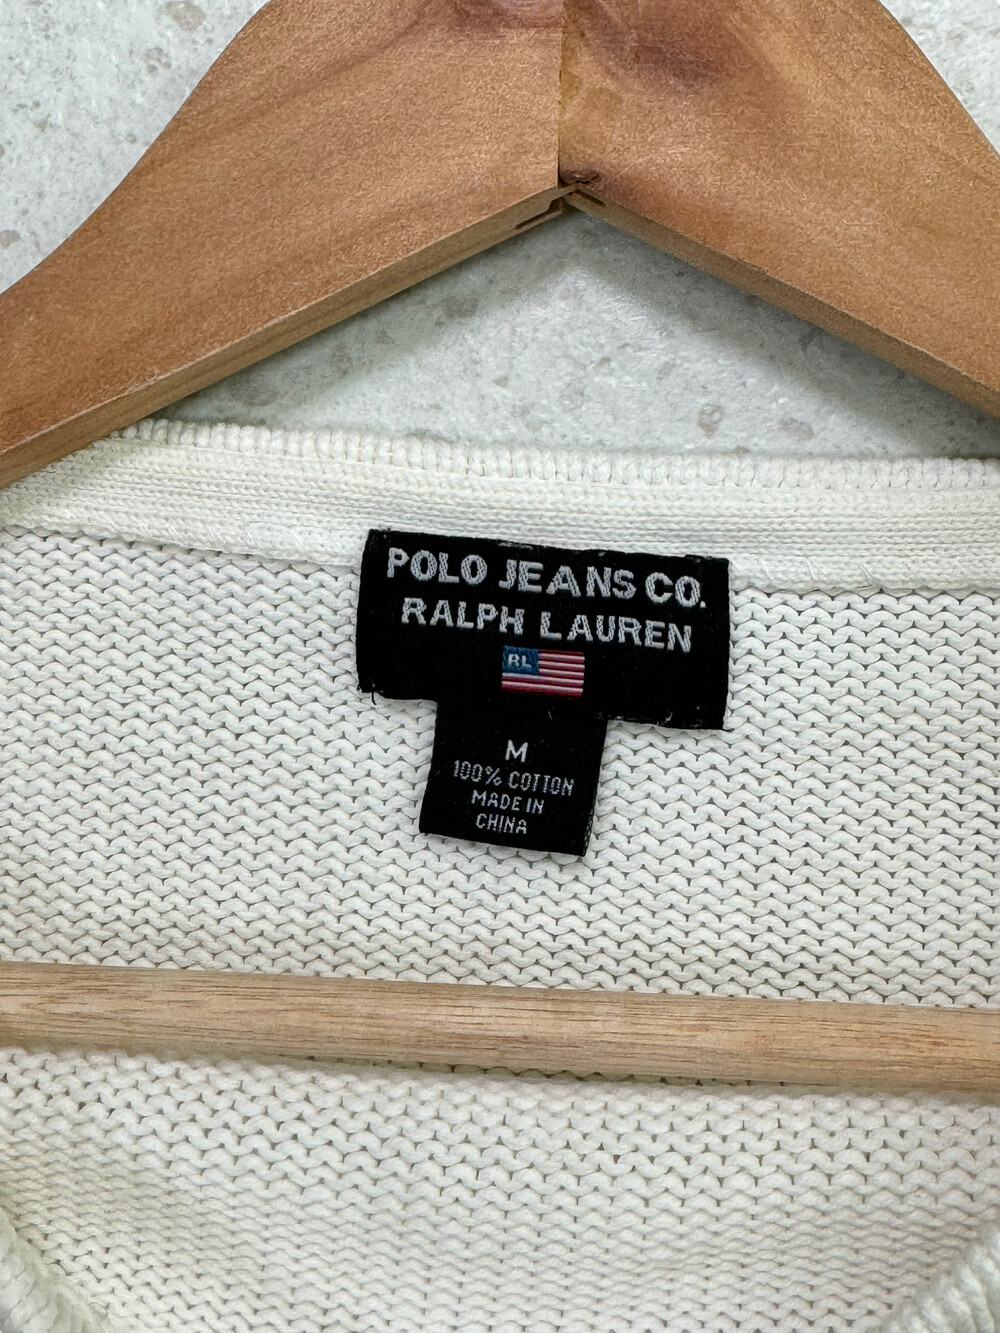 POLO JEANS CO.
RALPH LAUREN
RL
M
100% COTTON
MADE IN
CHINA